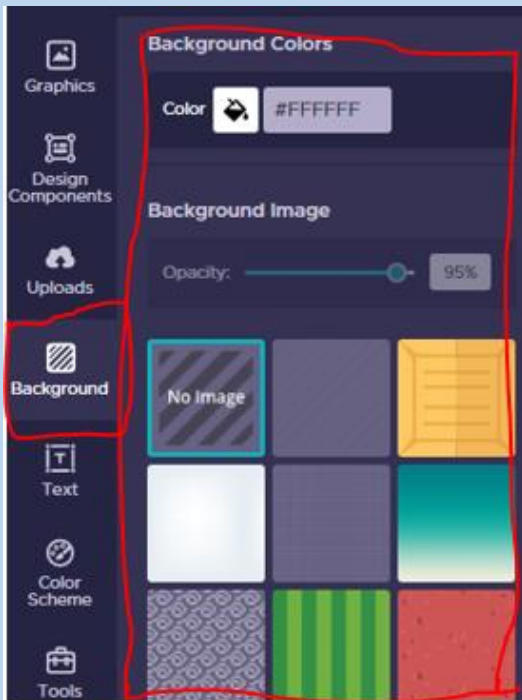 Graphics
Design
Components
Uploads
Background
Text
Color
Scheme
Tools
Background Colors
Color #FFFFFF
Background Image
Opacity: 95%
No Image